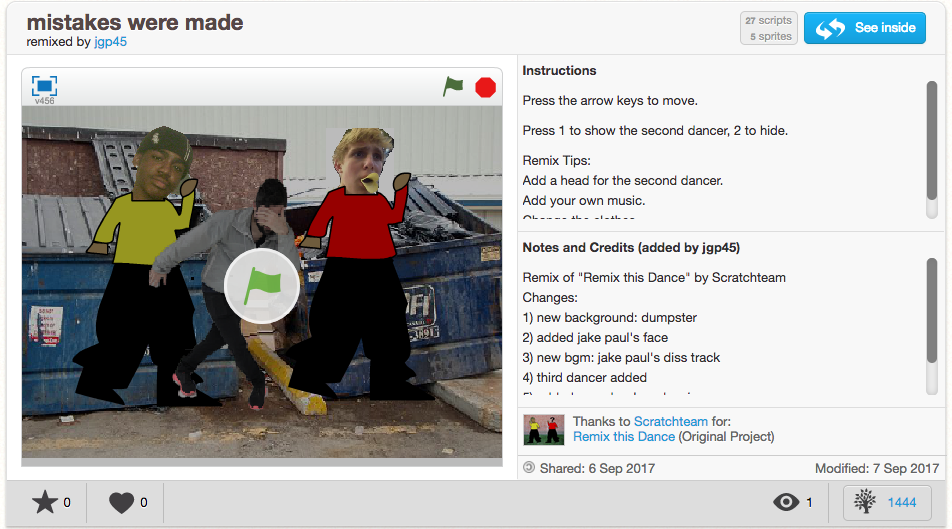 mistakes were made
remixed by jgp45
27 scripts
5 sprites
See inside
v456
Instructions
Press the arrow keys to move.
Press 1 to show the second dancer, 2 to hide.
Remix Tips:
Add a head for the second dancer.
Add your own music.
Change the clothes
Notes and Credits (added by jgp45)
Remix of "Remix this Dance" by Scratchteam
Changes:
1) new background: dumpster
2) added jake paul's face
3) new bgm: jake paul's diss track
4) third dancer added
Thanks to Scratchteam for:
Remix this Dance (Original Project)
Shared: 6 Sep 2017
Modified: 7 Sep 2017
0
0
1
1444